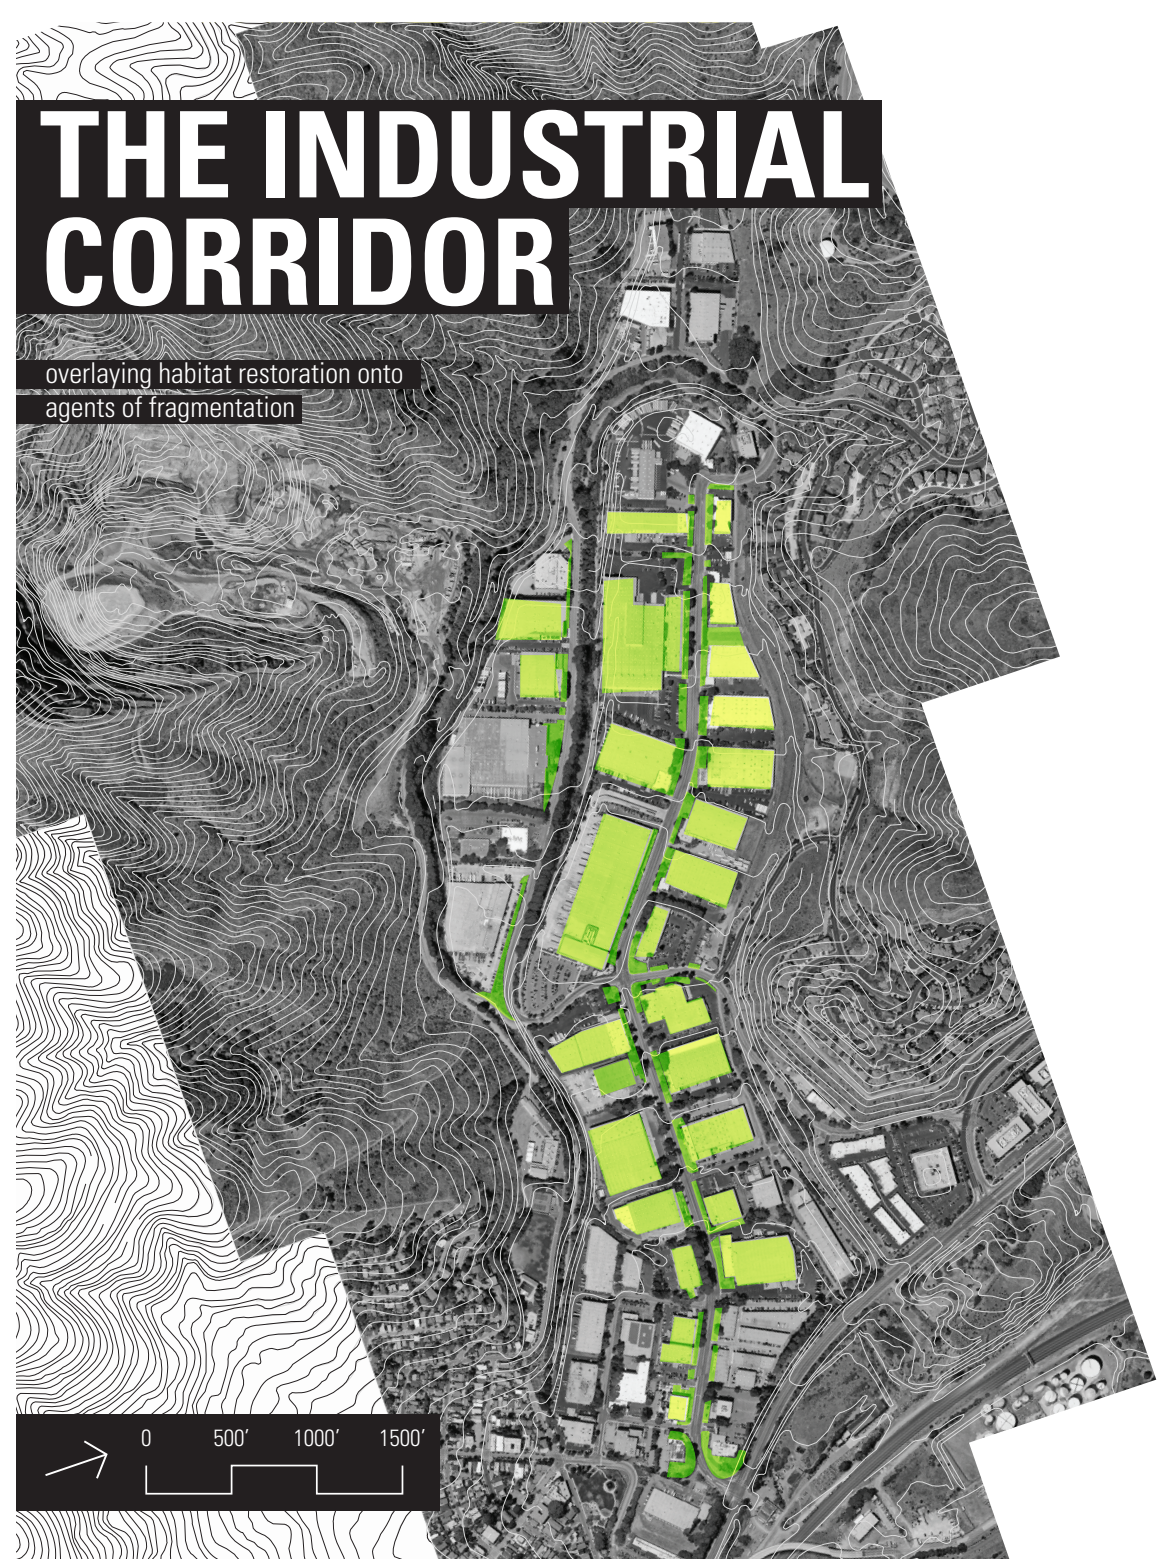 THE INDUSTRIAL
CORRIDOR
overlaying habitat restoration onto
agents of fragmentation
0 500’ 1000’ 1500’